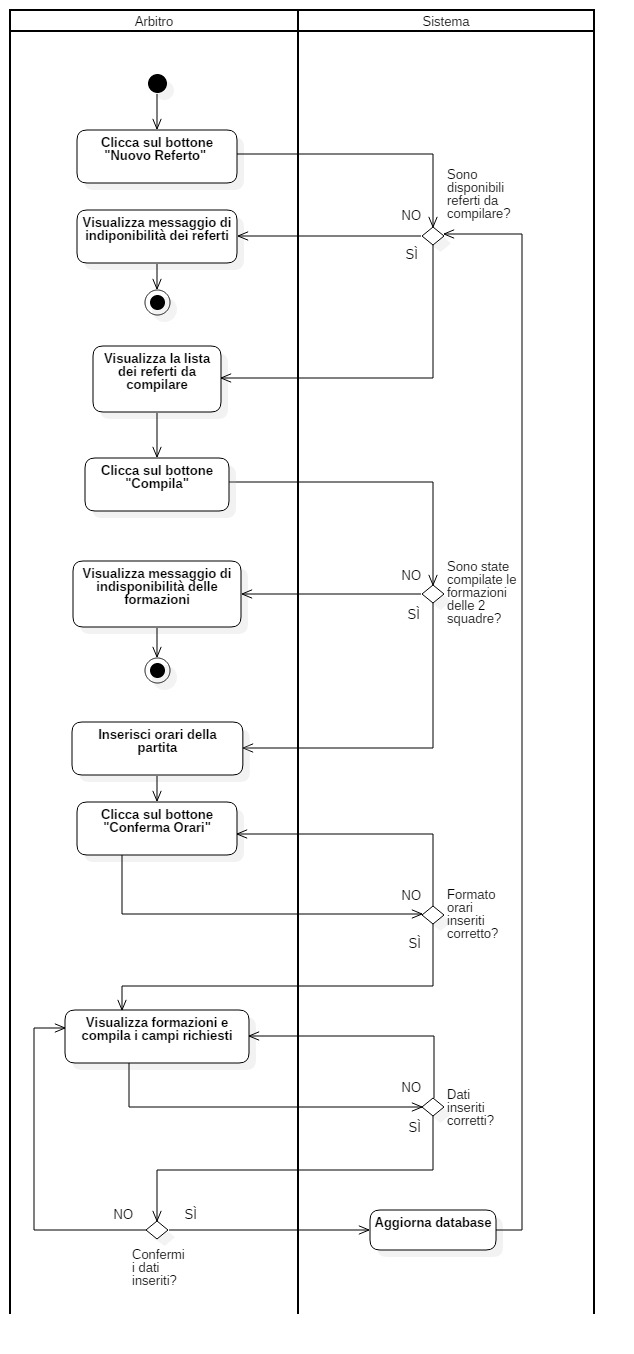 Arbitro
Sistema
Clicca sul bottone
"Nuovo Referto"
Sono
disponibili
referti da
compilare?
NO
SÌ
Visualizza messaggio di
indiponibilità dei referti
Visualizza la lista
dei referti da
compilare
Clicca sul bottone
"Compila"
Sono state
compilate le
formazioni
delle 2
squadre?
NO
SÌ
Visualizza messaggio di
indisponibilità delle
formazioni
Inserisci orari della
partita
Clicca sul bottone
"Conferma Orari"
NO
SÌ
Formato
orari
inseriti
corretto?
Visualizza formazioni e
compila i campi richiesti
NO
SÌ
Dati
inseriti
corretti?
NO
SÌ
Confermi
i dati
inseriti?
Aggiorna database